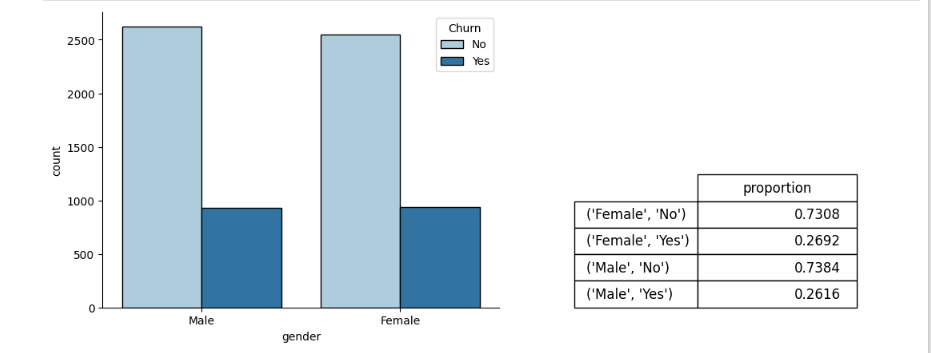 2500
2000
1500
1000
500
0
count
Male
Female
gender
Churn
No
Yes
proportion
('Female', 'No') 0.7308
('Female', 'Yes') 0.2692
('Male', 'No') 0.7384
('Male', 'Yes') 0.2616